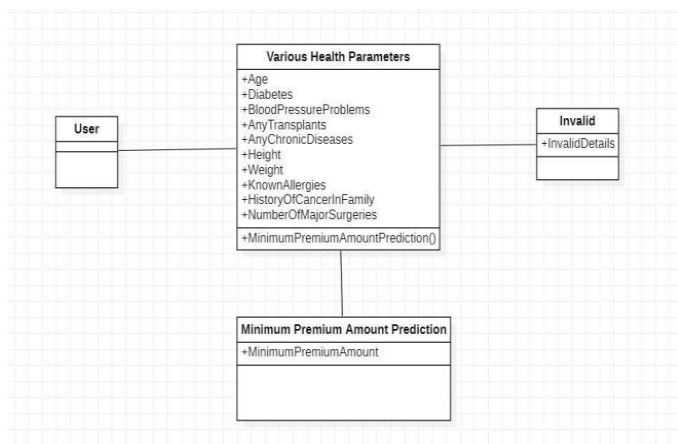 User
Various Health Parameters
+Age
+Diabetes
+BloodPressureProblems
+AnyTransplants
+AnyChronicDiseases
+Height
+Weight
+KnownAllergies
+HistoryOfCancerInFamily
+NumberOfMajorSurgeries
+MinimumPremiumAmountPrediction()
Invalid
+InvalidDetails
Minimum Premium Amount Prediction
+MinimumPremiumAmount